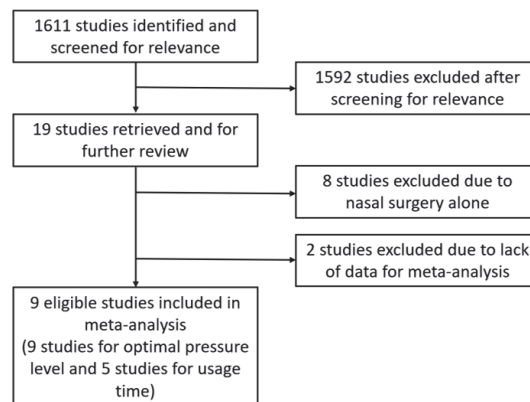 1611 studies identified and
screened for relevance
1592 studies excluded after
screening for relevance
19 studies retrieved and for
further review
8 studies excluded due to
nasal surgery alone
2 studies excluded due to lack
of data for meta-analysis
9 eligible studies included in
meta-analysis
(9 studies for optimal pressure
level and 5 studies for usage
time)